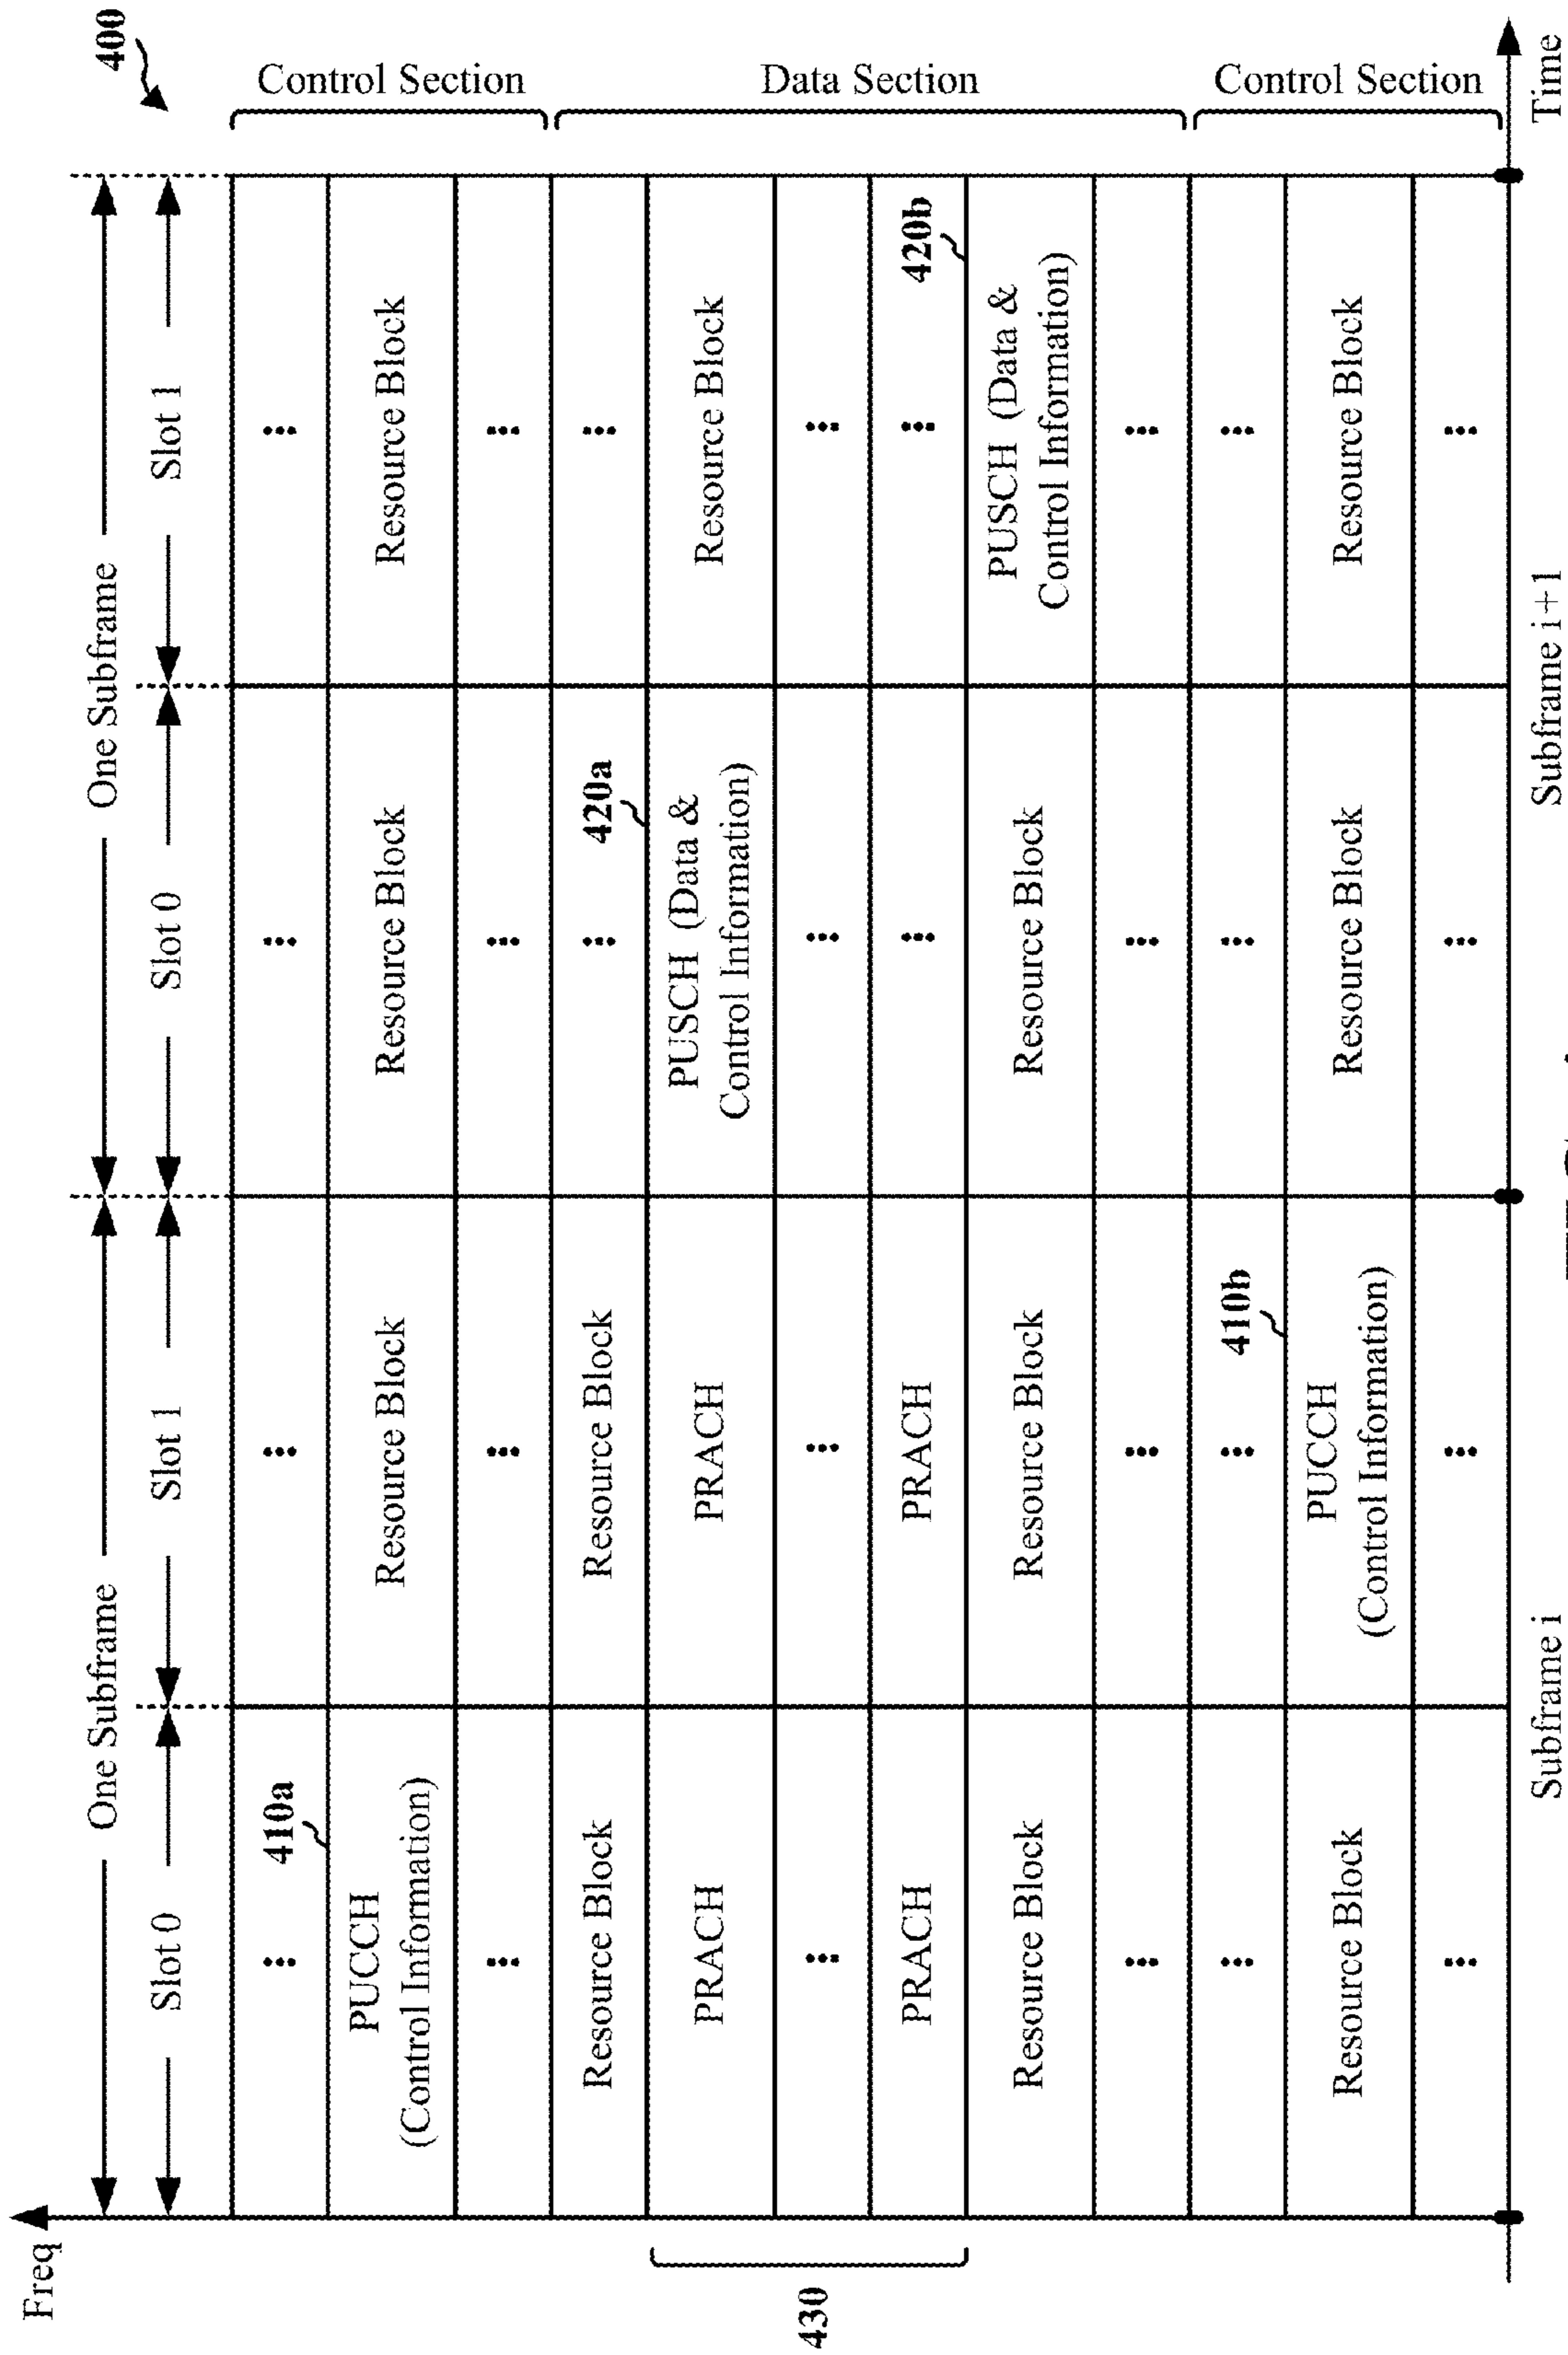 400
Freq
One Subframe
One Subframe
Slot 0
Slot 1
Slot 0
Slot 1
410a
PUCCH
(Control Information)
Resource Block
Resource Block
Resource Block
Control Section
Resource Block
Resource Block
420a
PRACH
PRACH
PUSCH (Data &
Control Information)
Resource Block
430
Data Section
PRACH
PRACH
420b
Resource Block
Resource Block
Resource Block
PUSCH (Data &
Control Information)
410b
Resource Block
PUCCH
(Control Information)
Resource Block
Resource Block
Control Section
Subframe i
Subframe i+1
Time